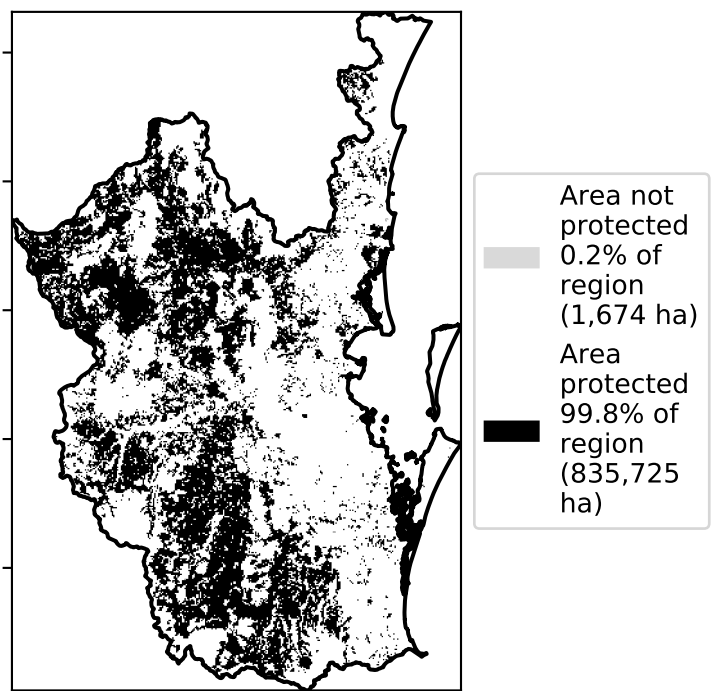 Area not
protected
0.2% of
region
(1,674 ha)
Area
protected
99.8% of
region
(835,725
ha)